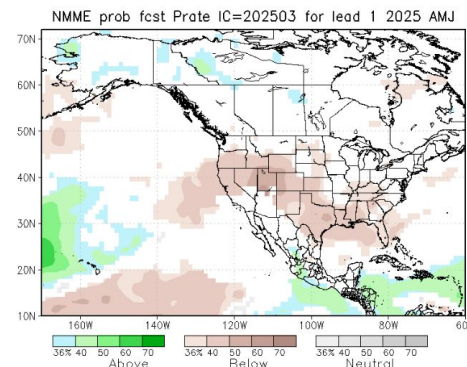 NMME prob fcst Prate IC=202503 for lead 1 2025 AMJ
70N
60N
50N
40N
30N
20N
10N
160W 140W 120W 100W 80W 60
36% 40 50 60 70 36% 40 50 60 70 36% 40 50 60 70
Above Below Neutral